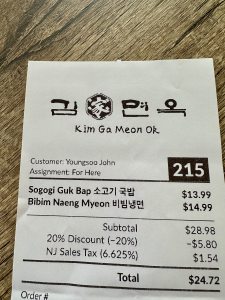 김 家 면 옥
Kim Ga Meon Ok
Customer: Youngsoo John
Assignment: For Here
215
Sogogi Guk Bap 소고기 국밥 $13.99
Bibim Naeng Myeon 비빔냉면 $14.99
Subtotal $28.98
20% Discount (-20%) -$5.80
NJ Sales Tax (6.625%) $1.54
Total $24.72
Order #